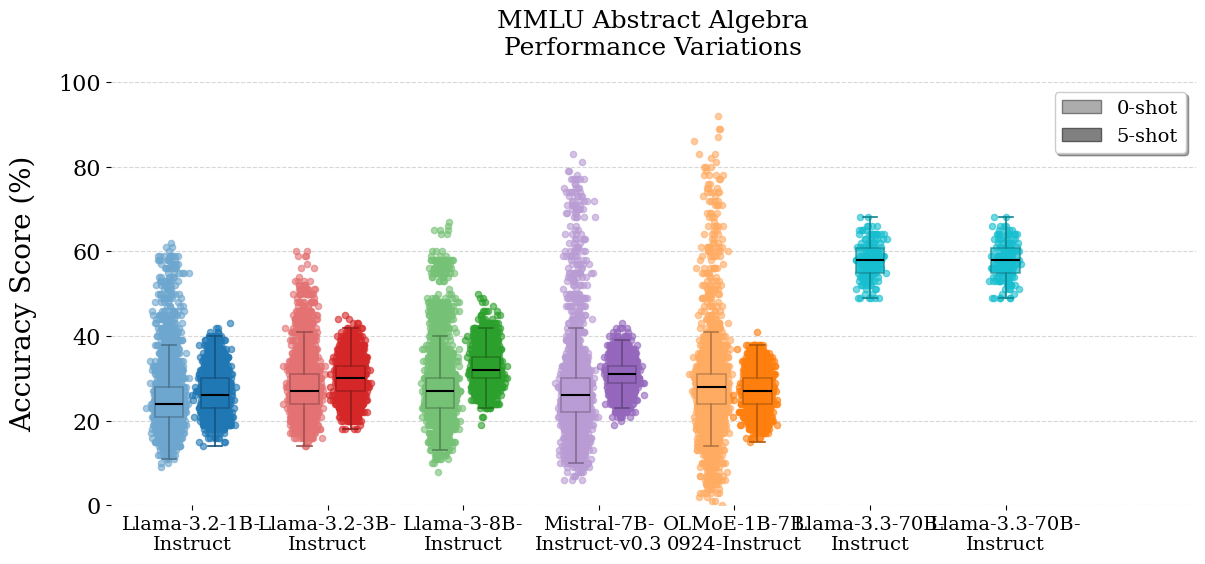 MMLU Abstract Algebra
Performance Variations
Accuracy Score (%)
100
80
60
40
20
0
0-shot
5-shot
Llama-3.2-1B-
Instruct
Llama-3.2-3B-
Instruct
Llama-3-8B-
Instruct
Mistral-7B-
Instruct-v0.3
OLMoE-1B-7B-
0924-Instruct
Llama-3.3-70B-
Instruct
Llama-3.3-70B-
Instruct